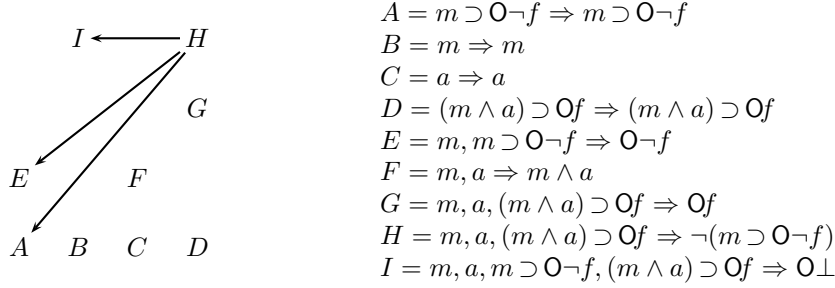 I H
G
E F
A B C D
A = m ⊃ O¬f ⇒ m ⊃ O¬f
B = m ⇒ m
C = a ⇒ a
D = (m ∧ a) ⊃ Of ⇒ (m ∧ a) ⊃ Of
E = m, m ⊃ O¬f ⇒ O¬f
F = m, a ⇒ m ∧ a
G = m, a, (m ∧ a) ⊃ Of ⇒ Of
H = m, a, (m ∧ a) ⊃ Of ⇒ ¬(m ⊃ O¬f)
I = m, a, m ⊃ O¬f, (m ∧ a) ⊃ Of ⇒ O⊥